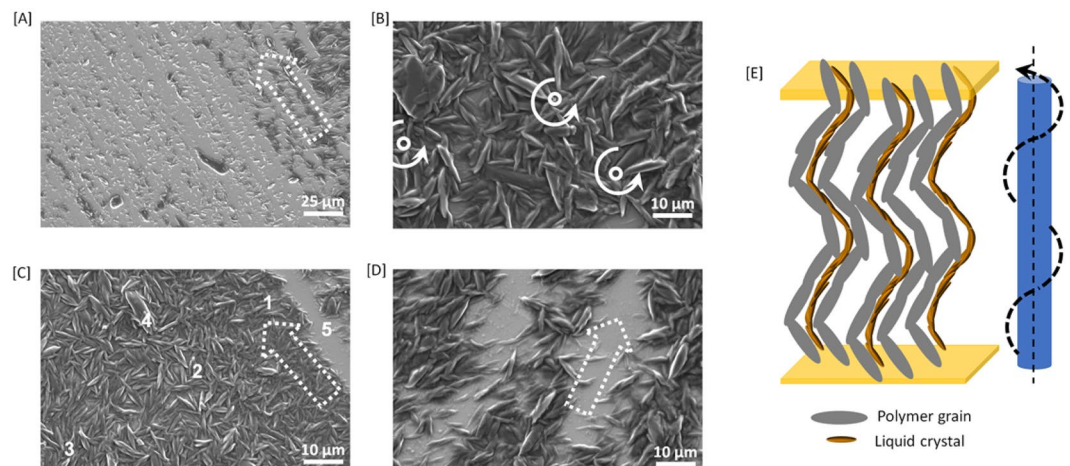 [A]
25 µm
[B]
10 µm
[C]
1
2
3
4
5
10 µm
[D]
10 µm
[E]
Polymer grain
Liquid crystal